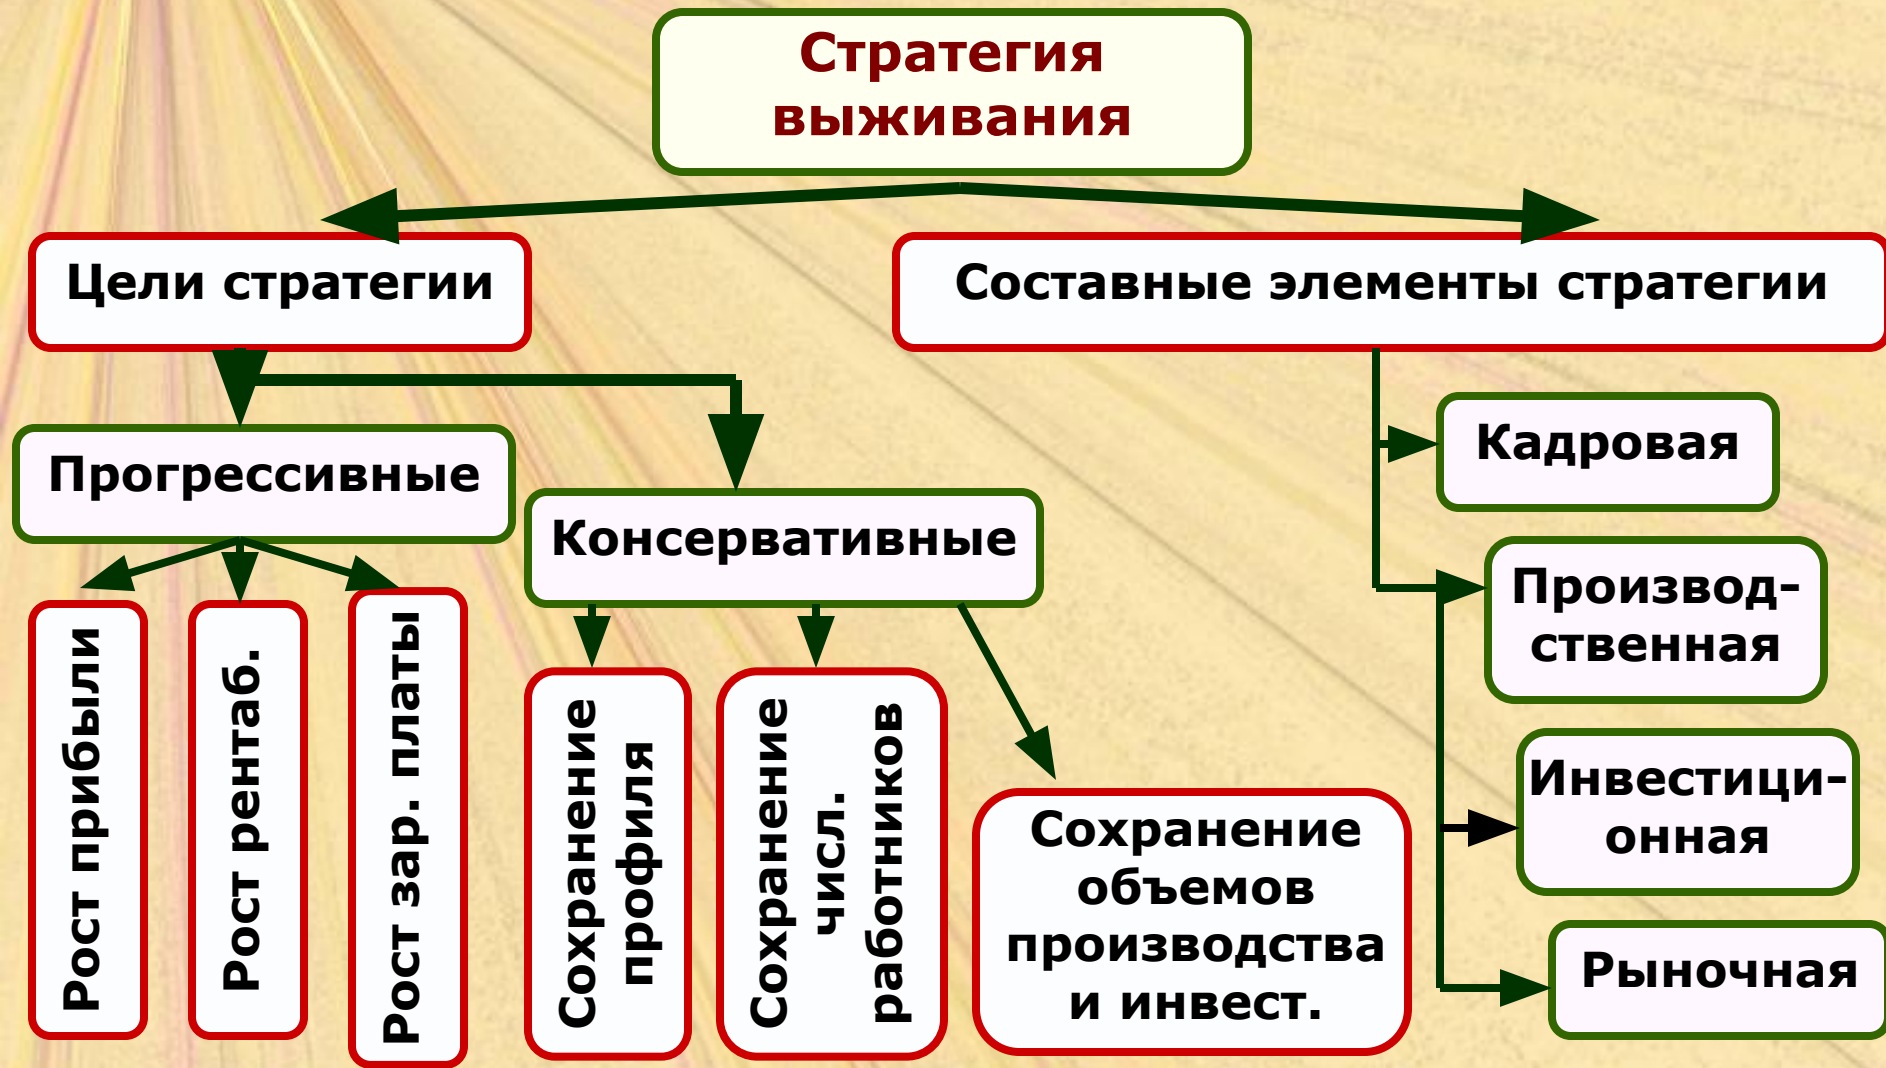 Стратегия
выживания
Цели стратегии
Составные элементы стратегии
Прогрессивные
Консервативные
Рост прибыли
Рост рентаб.
Рост зар. платы
Сохранение
профиля
Сохранение
числ.
работников
Сохранение
объемов
производства
и инвест.
Кадровая
Производ-
ственная
Инвестици-
онная
Рыночная